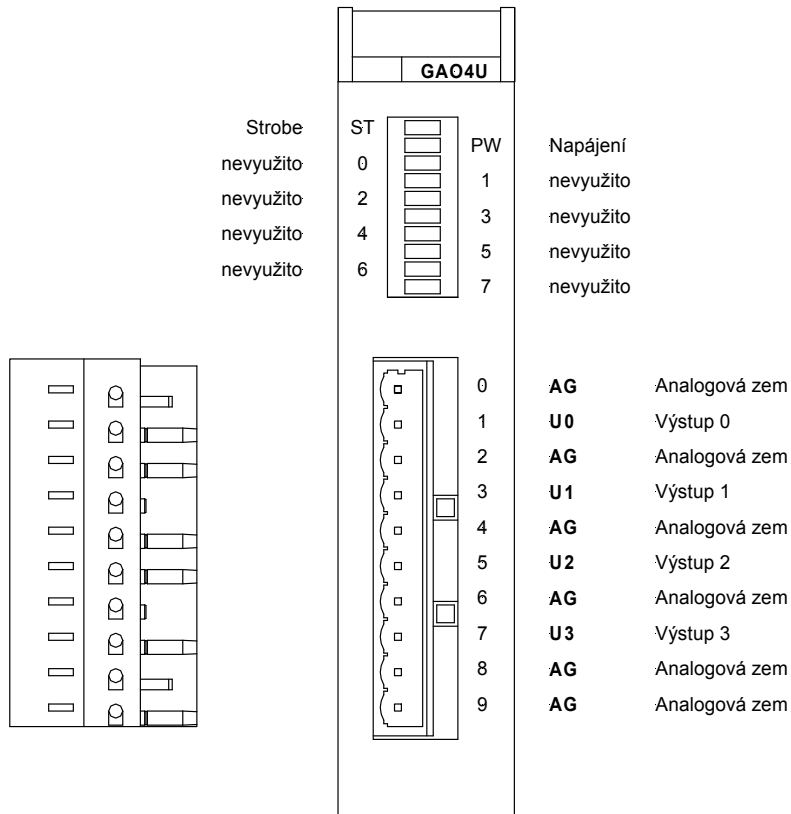 GAO4U
Strobe ST
PW Napájení
nevyužito 0
1 nevyužito
nevyužito 2
3 nevyužito
nevyužito 4
5 nevyužito
nevyužito 6
7 nevyužito
0 AG Analogová zem
1 U0 Výstup 0
2 AG Analogová zem
3 U1 Výstup 1
4 AG Analogová zem
5 U2 Výstup 2
6 AG Analogová zem
7 U3 Výstup 3
8 AG Analogová zem
9 AG Analogová zem